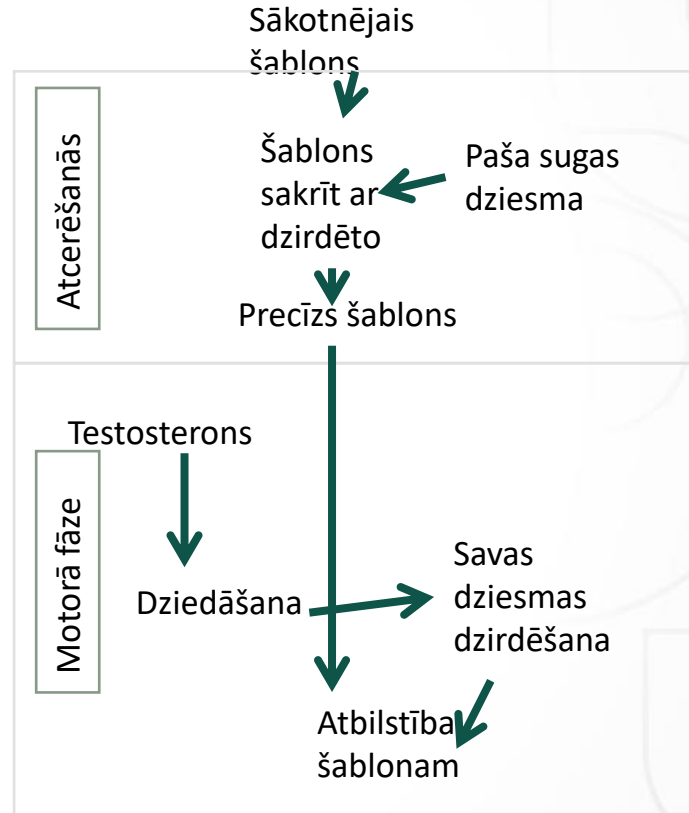 Sākotnējais
šablons
Atcerēšanās
Šablons
sakrīt ar
dzirdēto
Paša sugas
dziesma
Precīzs šablons
Testosterons
Motorā fāze
Dziedāšana
Savas
dziesmas
dzirdēšana
Atbilstība
šablonam